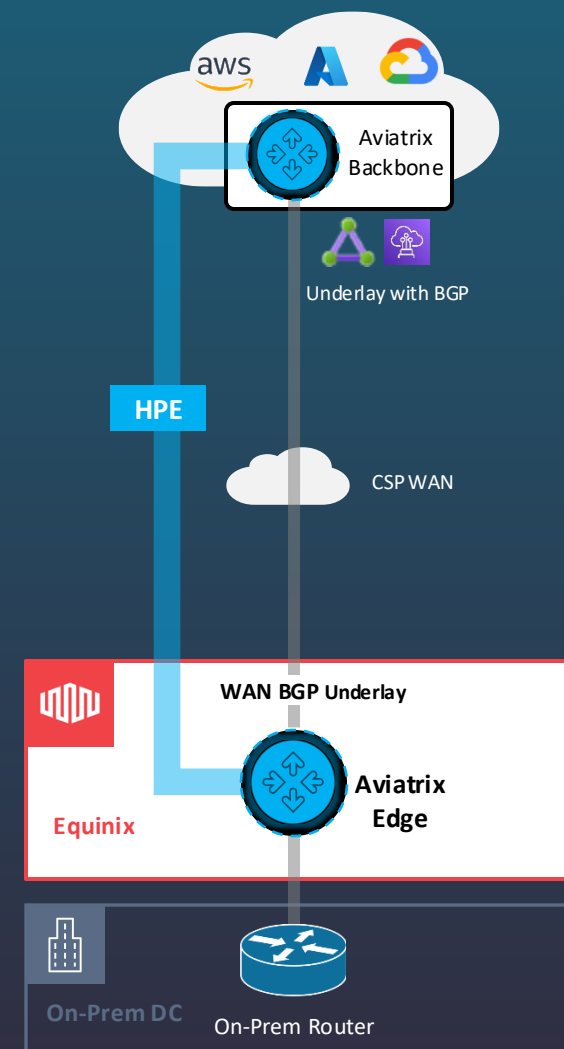 aws
Aviatrix
Backbone
Underlay with BGP
HPE
CSP WAN
WAN BGP Underlay
Aviatrix
Edge
Equinix
On-Prem DC
On-Prem Router